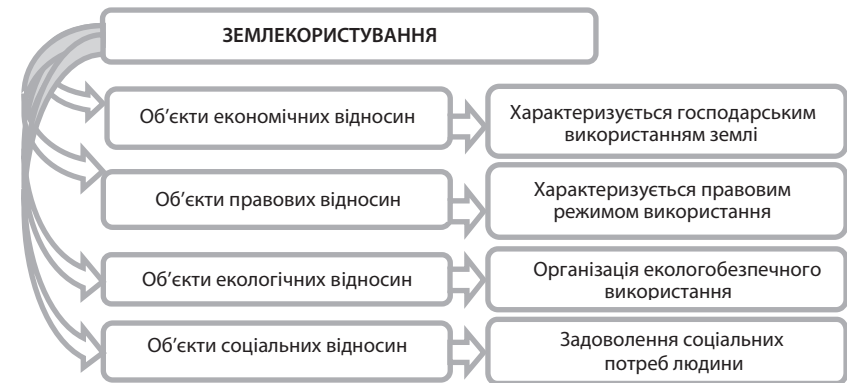 ЗЕМЛЕКОРИСТУВАННЯ
Об’єкти економічних відносин
Характеризується господарським
використанням землі
Об’єкти правових відносин
Характеризується правовим
режимом використання
Об’єкти екологічних відносин
Організація екологобезпечного
використання
Об’єкти соціальних відносин
Задоволення соціальних
потреб людини